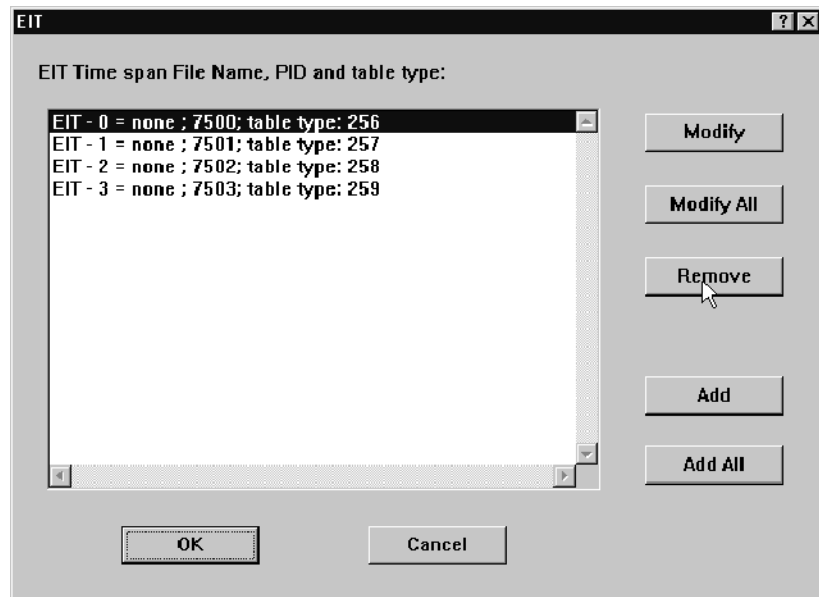 EIT
EIT Time span File Name, PID and table type:
EIT - 0 = none ; 7500; table type: 256
EIT - 1 = none ; 7501; table type: 257
EIT - 2 = none ; 7502; table type: 258
EIT - 3 = none ; 7503; table type: 259
Modify
Modify All
Remove
Add
Add All
OK
Cancel